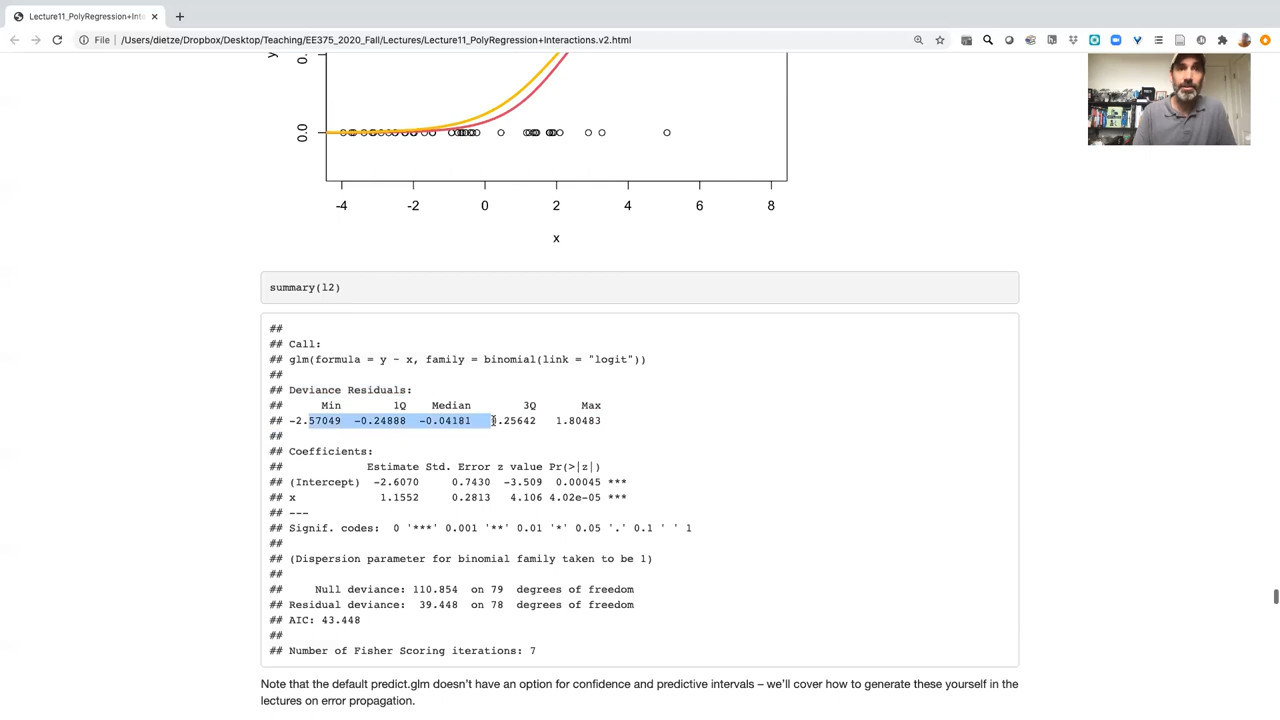 Lecture11_PolyRegression+Inte
File
/Users/dietze/Dropbox/Desktop/Teaching/EE375_2020_Fall/Lectures/Lecture11_PolyRegression+Interactions.v2.html
y
0.
0.0
-4 -2 0 2 4 6 8
x
summary(l2)
##
## Call:
## glm(formula = y ~ x, family = binomial(link = "logit"))
##
## Deviance Residuals:
## Min 1Q Median 3Q Max
## -2.57049 -0.24888 -0.04181 0.25642 1.80483
##
## Coefficients:
## Estimate Std. Error z value Pr(>|z|)
## (Intercept) -2.6070 0.7430 -3.509 0.00045 ***
## x 1.1552 0.2813 4.106 4.02e-05 ***
## ---
## Signif. codes: 0 '***' 0.001 '**' 0.01 '*' 0.05 '.' 0.1 ' ' 1
##
## (Dispersion parameter for binomial family taken to be 1)
##
## Null deviance: 110.854 on 79 degrees of freedom
## Residual deviance: 39.448 on 78 degrees of freedom
## AIC: 43.448
##
## Number of Fisher Scoring iterations: 7
Note that the default predict.glm doesn't have an option for confidence and predictive intervals – we'll cover how to generate these yourself in the
lectures on error propagation.